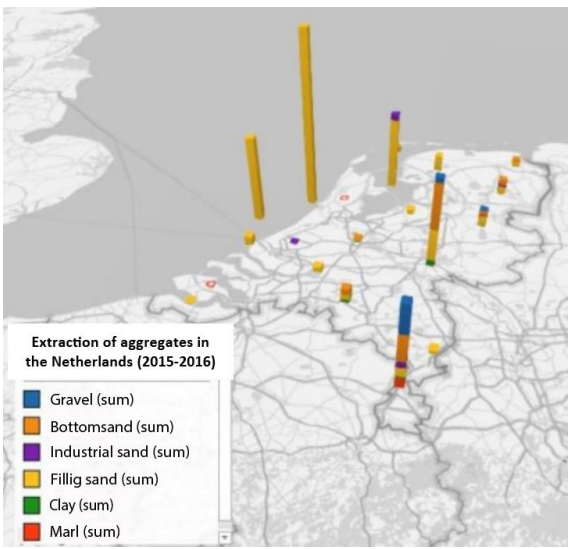 Extraction of aggregates in
the Netherlands (2015-2016)
Gravel (sum)
Bottomsand (sum)
Industrial sand (sum)
Fillig sand (sum)
Clay (sum)
Marl (sum)